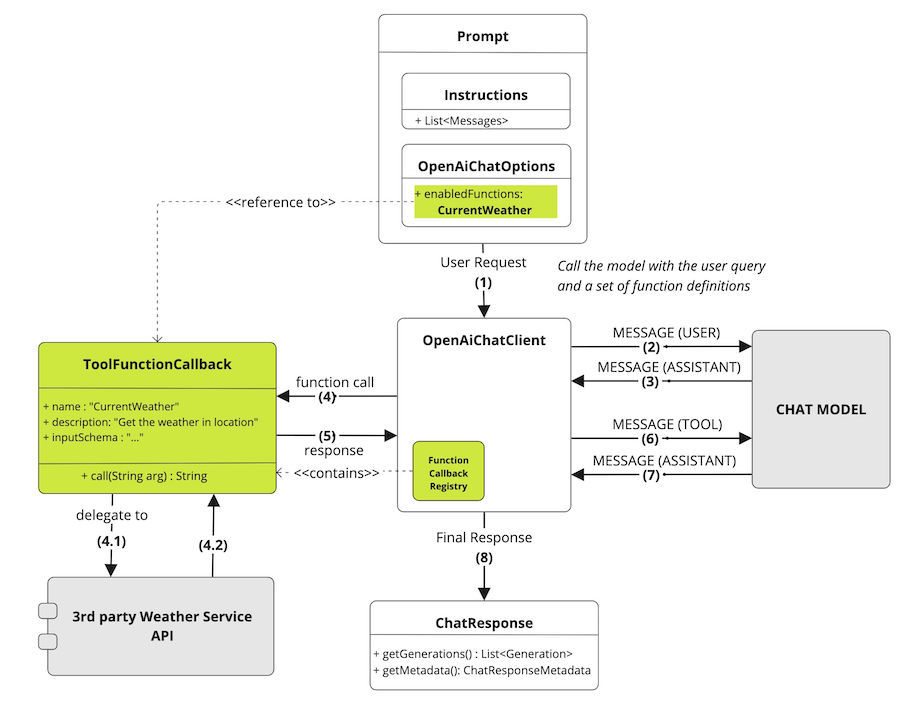 Prompt
Instructions
+ List<Messages>
OpenAiChatOptions
+ enabledFunctions:
CurrentWeather
<<reference to>>
User Request
(1)
Call the model with the user query
and a set of function definitions
ToolFunctionCallback
+ name : "CurrentWeather"
+ description: "Get the weather in location"
+ inputSchema : "..."
+ call(String arg) : String
function call
(4)
(5)
response
<<contains>>
OpenAiChatClient
Function
Callback
Registry
MESSAGE (USER)
(2)
MESSAGE (ASSISTANT)
(3)
MESSAGE (TOOL)
(6)
MESSAGE (ASSISTANT)
(7)
CHAT MODEL
delegate to
(4.1)
(4.2)
3rd party Weather Service
API
Final Response
(8)
ChatResponse
+ getGenerations() : List<Generation>
+ getMetadata(): ChatResponseMetadata